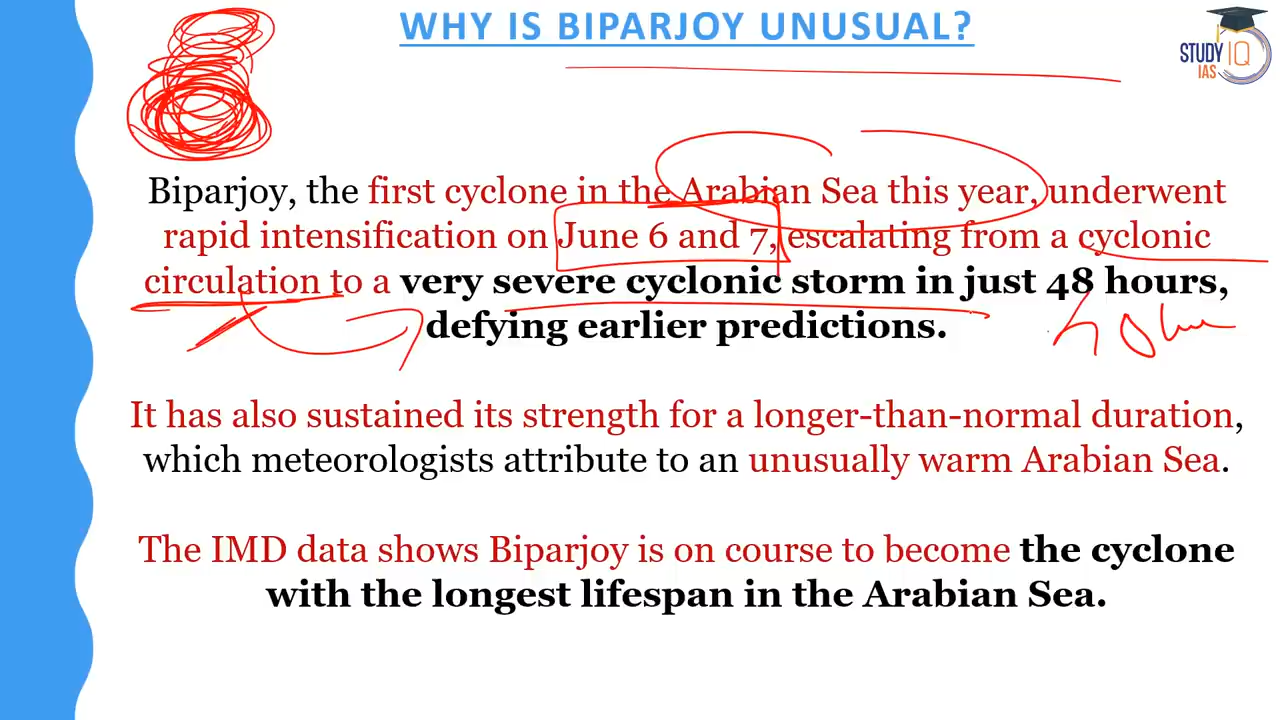 WHY IS BIPARJOY UNUSUAL?
STUDY IQ
IAS
Biparjoy, the first cyclone in the Arabian Sea this year, underwent
rapid intensification on June 6 and 7, escalating from a cyclonic
circulation to a very severe cyclonic storm in just 48 hours,
defying earlier predictions.
It has also sustained its strength for a longer-than-normal duration,
which meteorologists attribute to an unusually warm Arabian Sea.
The IMD data shows Biparjoy is on course to become the cyclone
with the longest lifespan in the Arabian Sea.